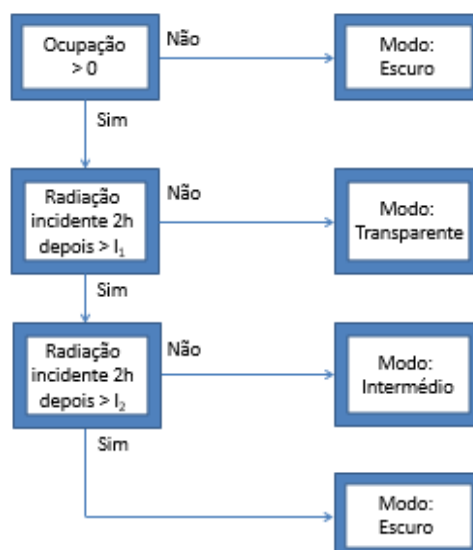 Ocupação
> 0
Não
Modo:
Escuro
Sim
Radiação
incidente 2h
depois > I₁
Não
Modo:
Transparente
Sim
Radiação
incidente 2h
depois > I₂
Não
Modo:
Intermédio
Sim
Modo:
Escuro